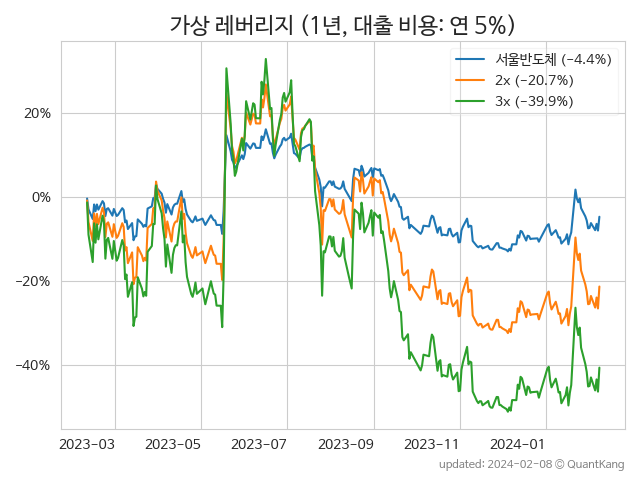 가상 레버리지 (1년, 대출 비용: 연 5%)
서울반도체 (−4.4%)
2x (−20.7%)
3x (−39.9%)
20%
0%
−20%
−40%
2023-03 2023-05 2023-07 2023-09 2023-11 2024-01
updated: 2024-02-08 © QuantKang